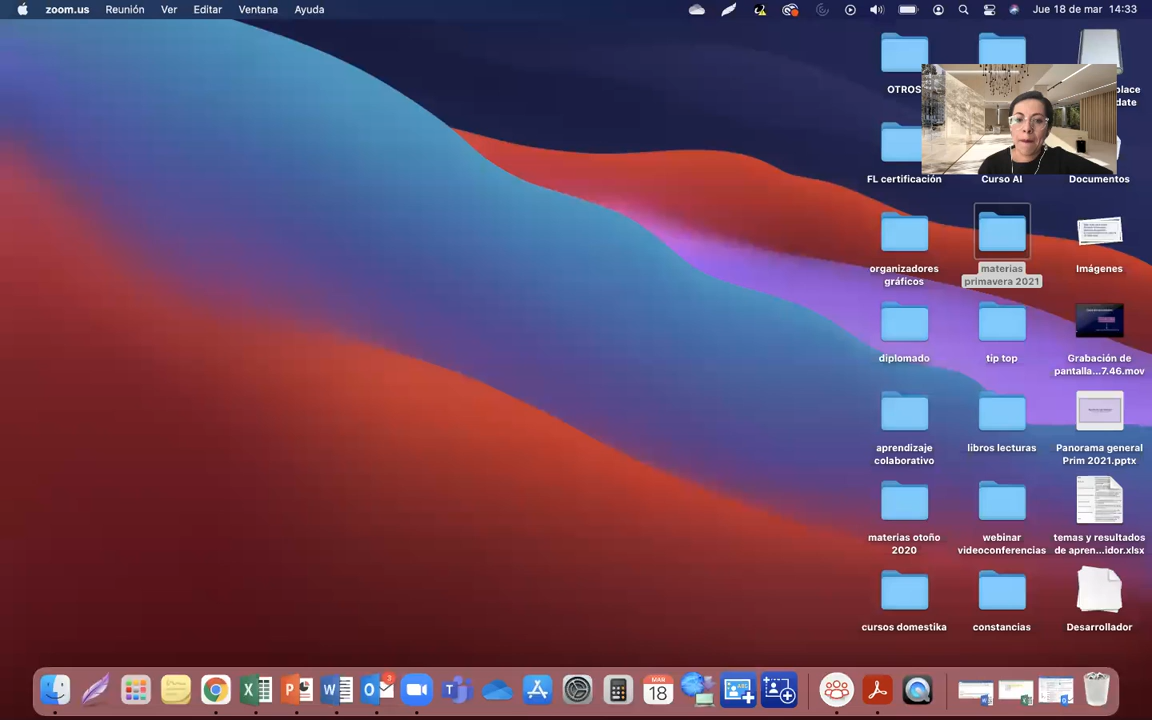 zoom.us Reunión Ver Editar Ventana Ayuda
Jue 18 de mar 14:33
OTROS
place
date
FL certificación
Curso AI
Documentos
organizadores
gráficos
materias
primavera 2021
Imágenes
diplomado
tip top
Grabación de
pantalla...7.46.mov
aprendizaje
colaborativo
libros lecturas
Panorama general
Prim 2021.pptx
materias otoño
2020
webinar
videoconferencias
temas y resultados
de apren...idor.xlsx
cursos domestika
constancias
Desarrollador
3
MAR
18